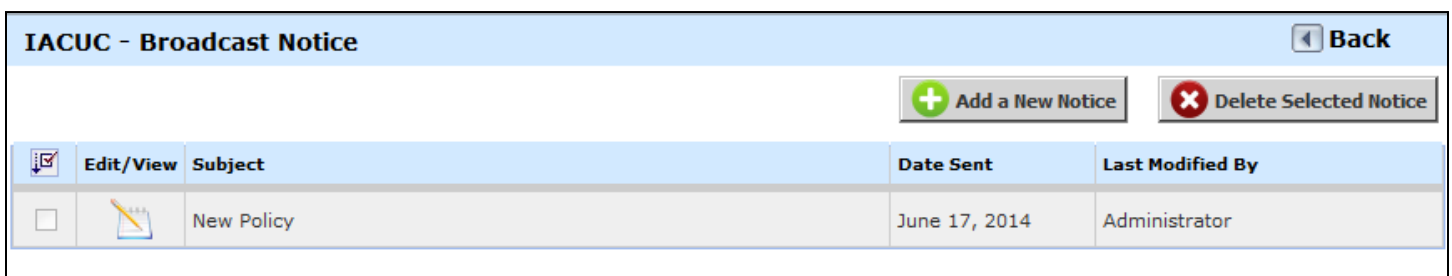 IACUC - Broadcast Notice Back
Add a New Notice Delete Selected Notice
Edit/View Subject Date Sent Last Modified By
New Policy June 17, 2014 Administrator